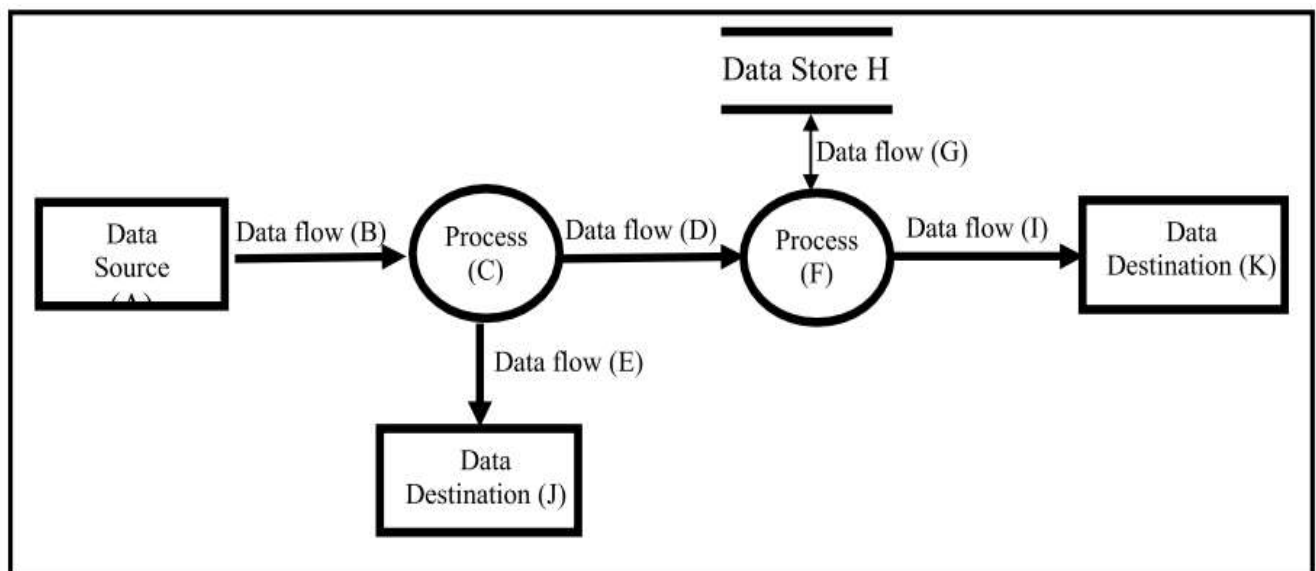 Data Store H
Data flow (G)
Data
Source
(A)
Data flow (B)
Process
(C)
Data flow (D)
Process
(F)
Data flow (I)
Data
Destination (K)
Data flow (E)
Data
Destination (J)